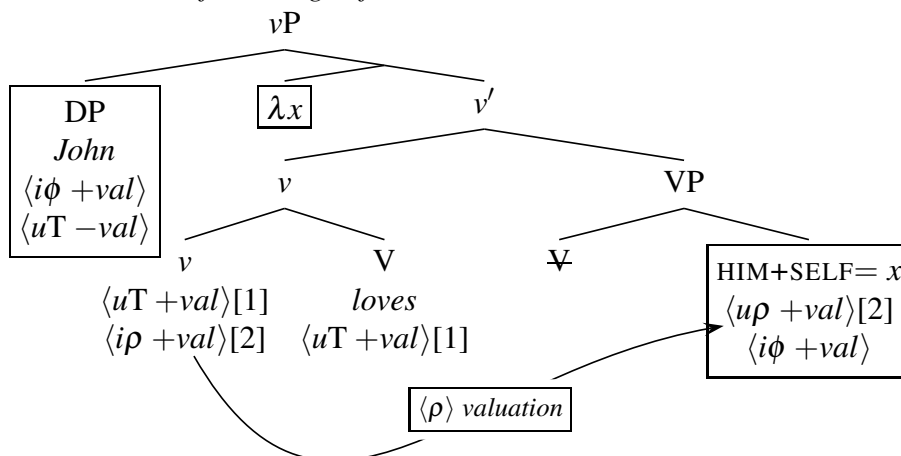 vP
DP
John
⟨iϕ +val⟩
⟨uT −val⟩
λx
v′
v
VP
v
⟨uT +val⟩[1]
⟨iρ +val⟩[2]
V
loves
⟨uT +val⟩[1]
V
HIM+SELF= x
⟨uρ +val⟩[2]
⟨iϕ +val⟩
⟨ρ⟩ valuation